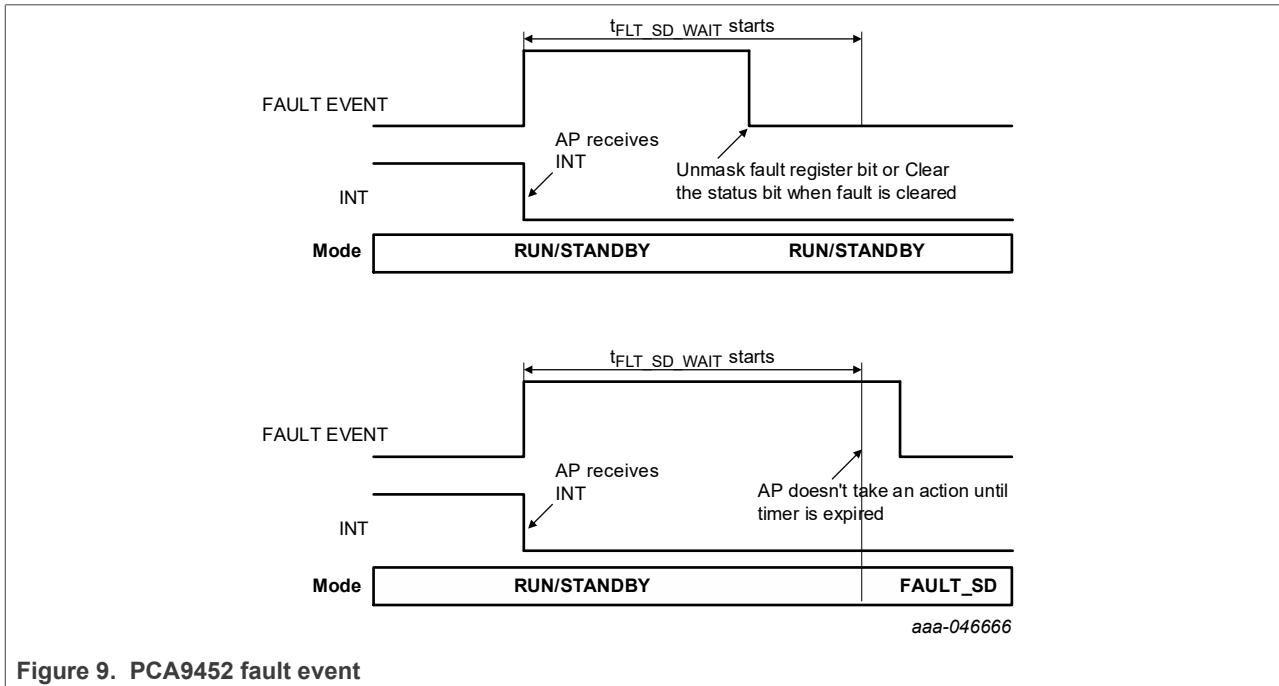 tFLT_SD_WAIT starts
FAULT EVENT
AP receives
INT
Unmask fault register bit or Clear
the status bit when fault is cleared
INT
Mode RUN/STANDBY RUN/STANDBY
tFLT_SD_WAIT starts
FAULT EVENT
AP receives
INT
AP doesn't take an action until
timer is expired
INT
Mode RUN/STANDBY FAULT_SD
aaa-046666
Figure 9. PCA9452 fault event